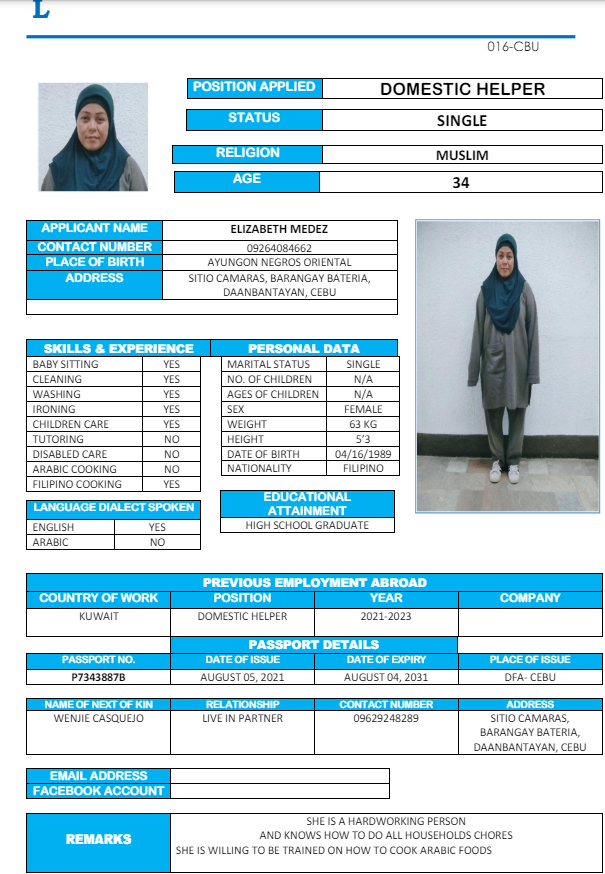 L
016-CBU
POSITION APPLIED DOMESTIC HELPER
STATUS SINGLE
RELIGION MUSLIM
AGE 34
APPLICANT NAME ELIZABETH MEDEZ
CONTACT NUMBER 09264084662
PLACE OF BIRTH AYUNGON NEGROS ORIENTAL
ADDRESS SITIO CAMARAS, BARANGAY BATERIA,
DAANBANTAYAN, CEBU
SKILLS & EXPERIENCE
BABY SITTING YES
CLEANING YES
WASHING YES
IRONING YES
CHILDREN CARE YES
TUTORING NO
DISABLED CARE NO
ARABIC COOKING NO
FILIPINO COOKING YES
LANGUAGE DIALECT SPOKEN
ENGLISH YES
ARABIC NO
PERSONAL DATA
MARITAL STATUS SINGLE
NO. OF CHILDREN N/A
AGES OF CHILDREN N/A
SEX FEMALE
WEIGHT 63 KG
HEIGHT 5'3
DATE OF BIRTH 04/16/1989
NATIONALITY FILIPINO
EDUCATIONAL
ATTAINMENT
HIGH SCHOOL GRADUATE
PREVIOUS EMPLOYMENT ABROAD
COUNTRY OF WORK POSITION YEAR COMPANY
KUWAIT DOMESTIC HELPER 2021-2023
PASSPORT DETAILS
PASSPORT NO. DATE OF ISSUE DATE OF EXPIRY PLACE OF ISSUE
P7343887B AUGUST 05, 2021 AUGUST 04, 2031 DFA- CEBU
NAME OF NEXT OF KIN RELATIONSHIP CONTACT NUMBER ADDRESS
WENJIE CASQUEJO LIVE IN PARTNER 09629248289 SITIO CAMARAS,
BARANGAY BATERIA,
DAANBANTAYAN, CEBU
EMAIL ADDRESS
FACEBOOK ACCOUNT
REMARKS
SHE IS A HARDWORKING PERSON
AND KNOWS HOW TO DO ALL HOUSEHOLDS CHORES
SHE IS WILLING TO BE TRAINED ON HOW TO COOK ARABIC FOODS